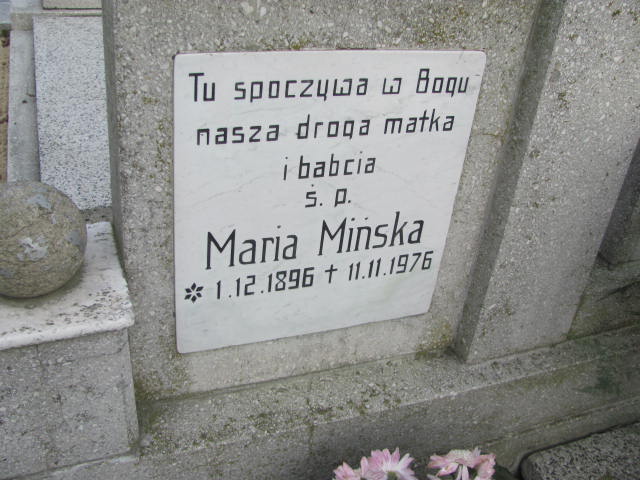 Tu spoczywa w Bogu
nasza droga matka
i babcia
ś. p.
Maria Mińska
* 1.12.1896 + 11.11.1976